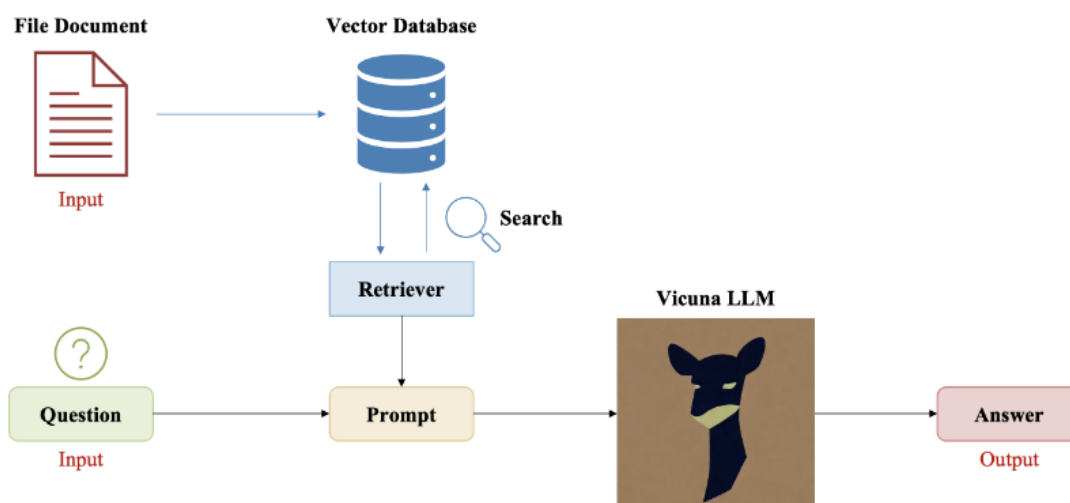 File Document
Vector Database
Input
Search
Retriever
Vicuna LLM
?
Question
Prompt
Answer
Input
Output